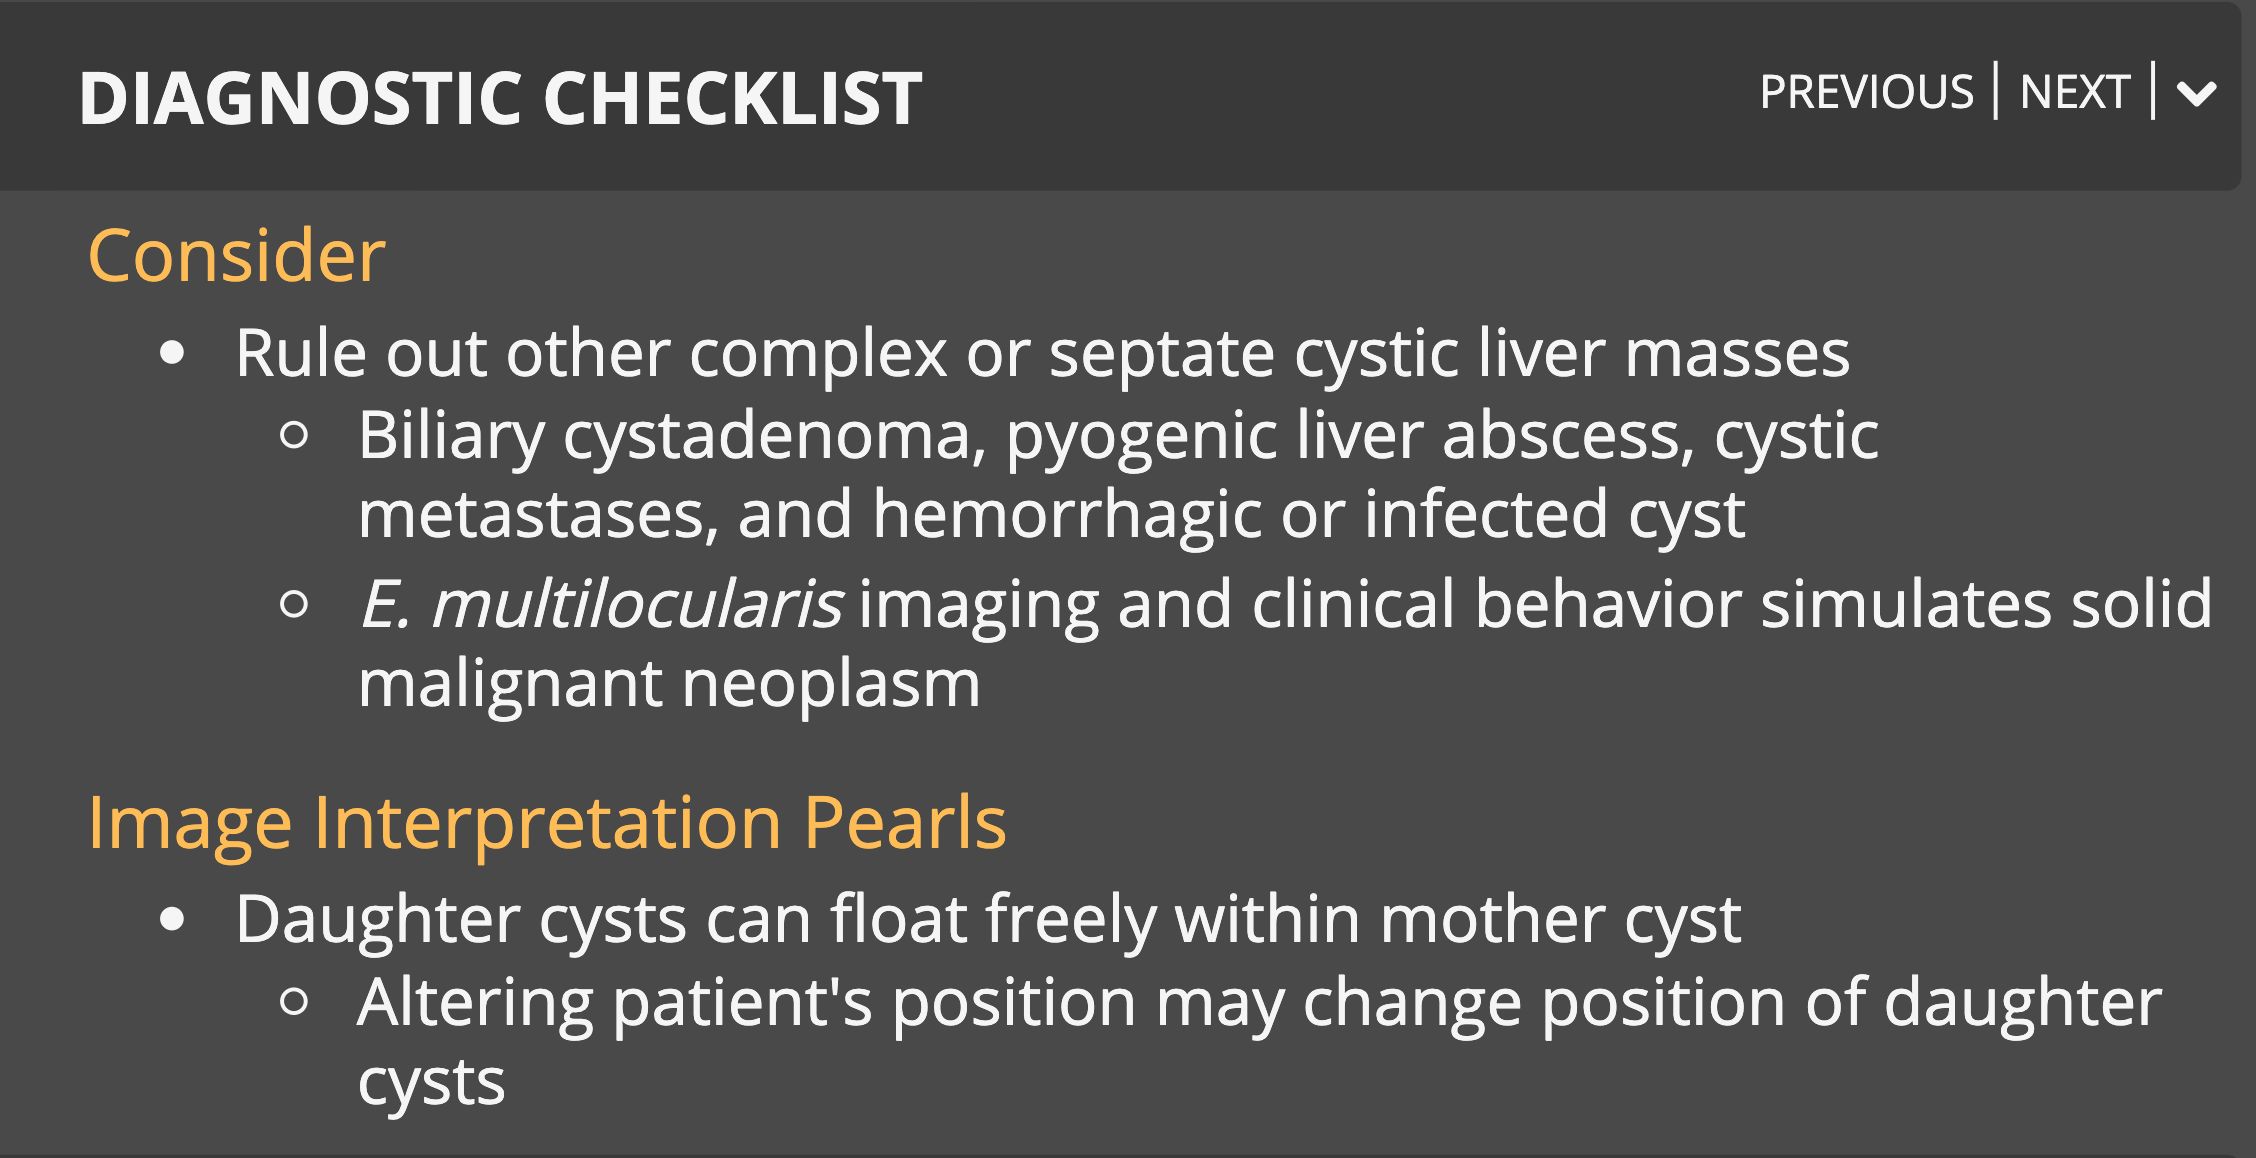 DIAGNOSTIC CHECKLIST
PREVIOUS | NEXT |
Consider
• Rule out other complex or septate cystic liver masses
○ Biliary cystadenoma, pyogenic liver abscess, cystic
metastases, and hemorrhagic or infected cyst
○ E. multilocularis imaging and clinical behavior simulates solid
malignant neoplasm
Image Interpretation Pearls
• Daughter cysts can float freely within mother cyst
○ Altering patient's position may change position of daughter
cysts